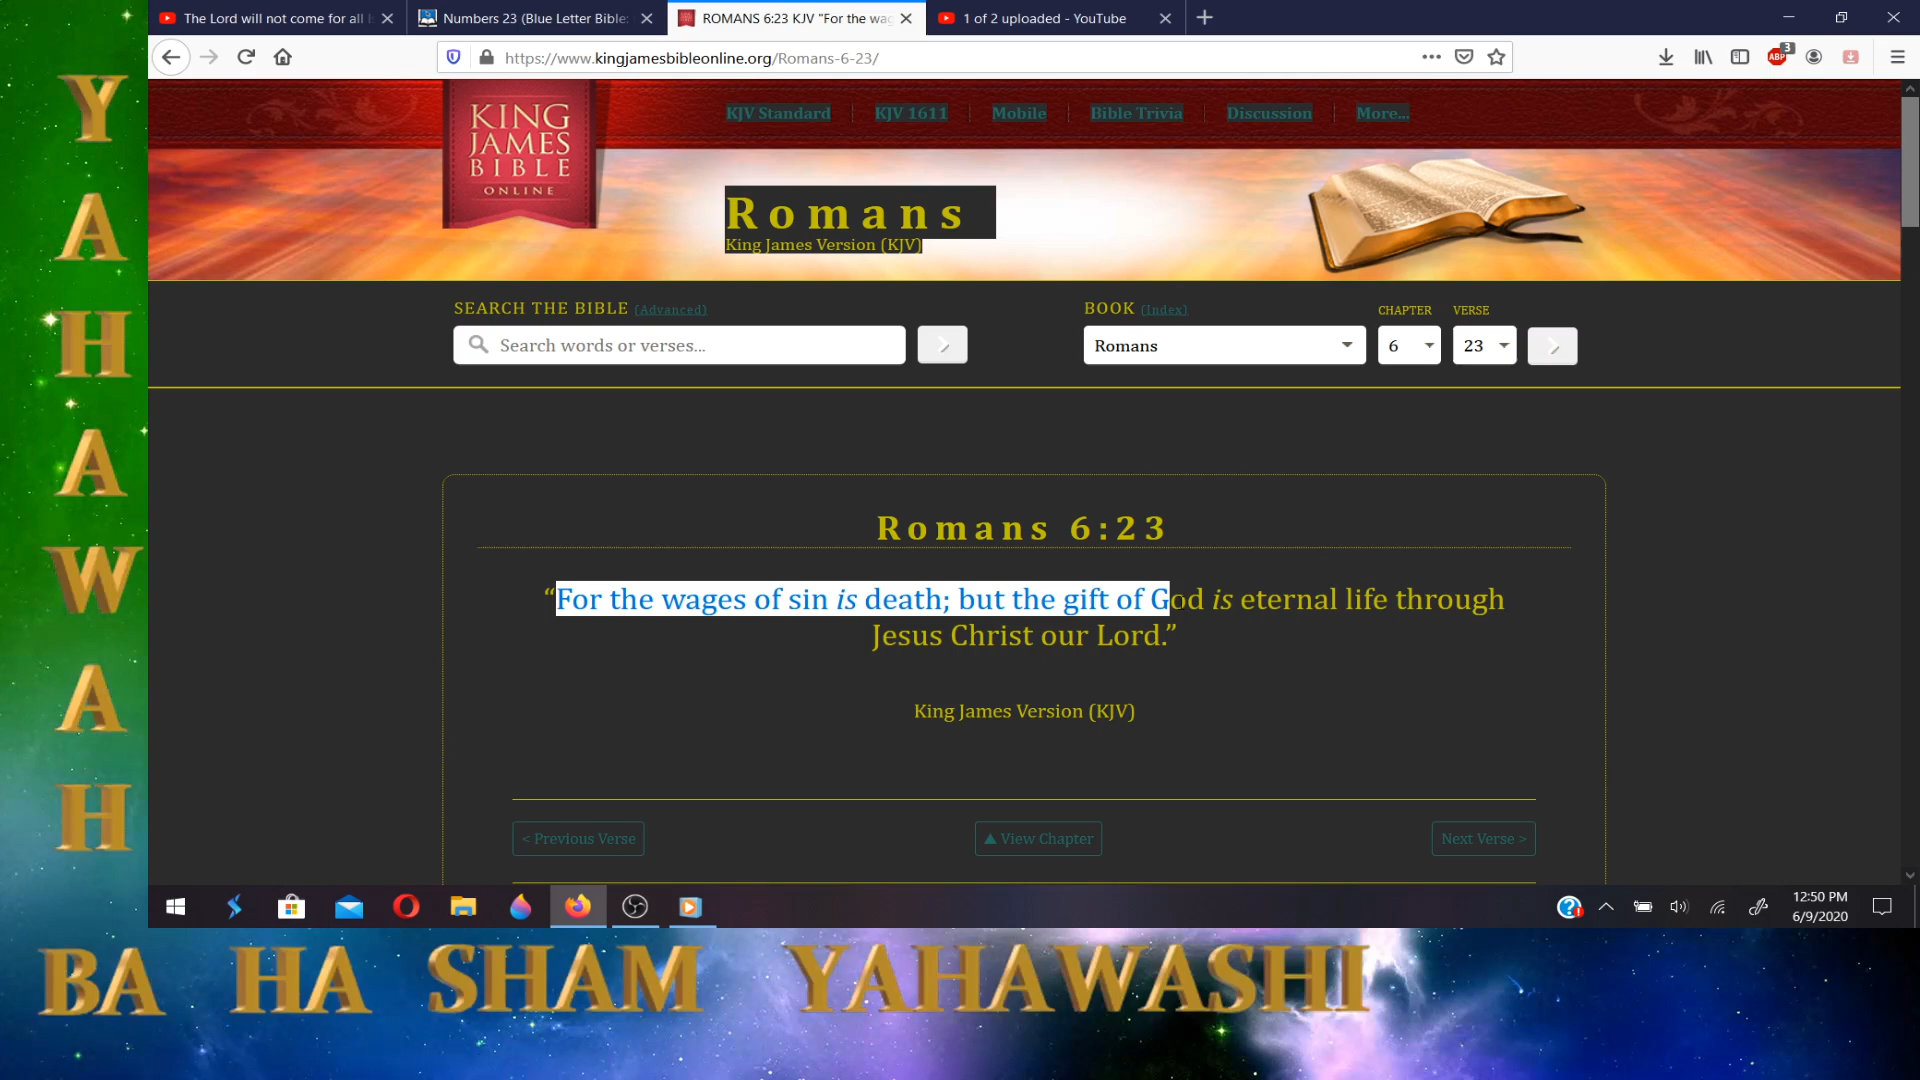 The Lord will not come for all
Numbers 23 (Blue Letter Bible:
ROMANS 6:23 KJV "For the wag
1 of 2 uploaded - YouTube
https://www.kingjamesbibleonline.org/Romans-6-23/
ABP
3
KING
JAMES
BIBLE
ONLINE
KJV Standard
KJV 1611
Mobile
Bible Trivia
Discussion
More...
Romans
King James Version (KJV)
SEARCH THE BIBLE (Advanced)
BOOK (Index)
CHAPTER
VERSE
Search words or verses...
Romans
6
23
Romans 6:23
“For the wages of sin is death; but the gift of God is eternal life through
Jesus Christ our Lord.”
King James Version (KJV)
< Previous Verse
▲ View Chapter
Next Verse >
12:50 PM
6/9/2020
YAHAWAH
BA HA SHAM YAHAWASHI